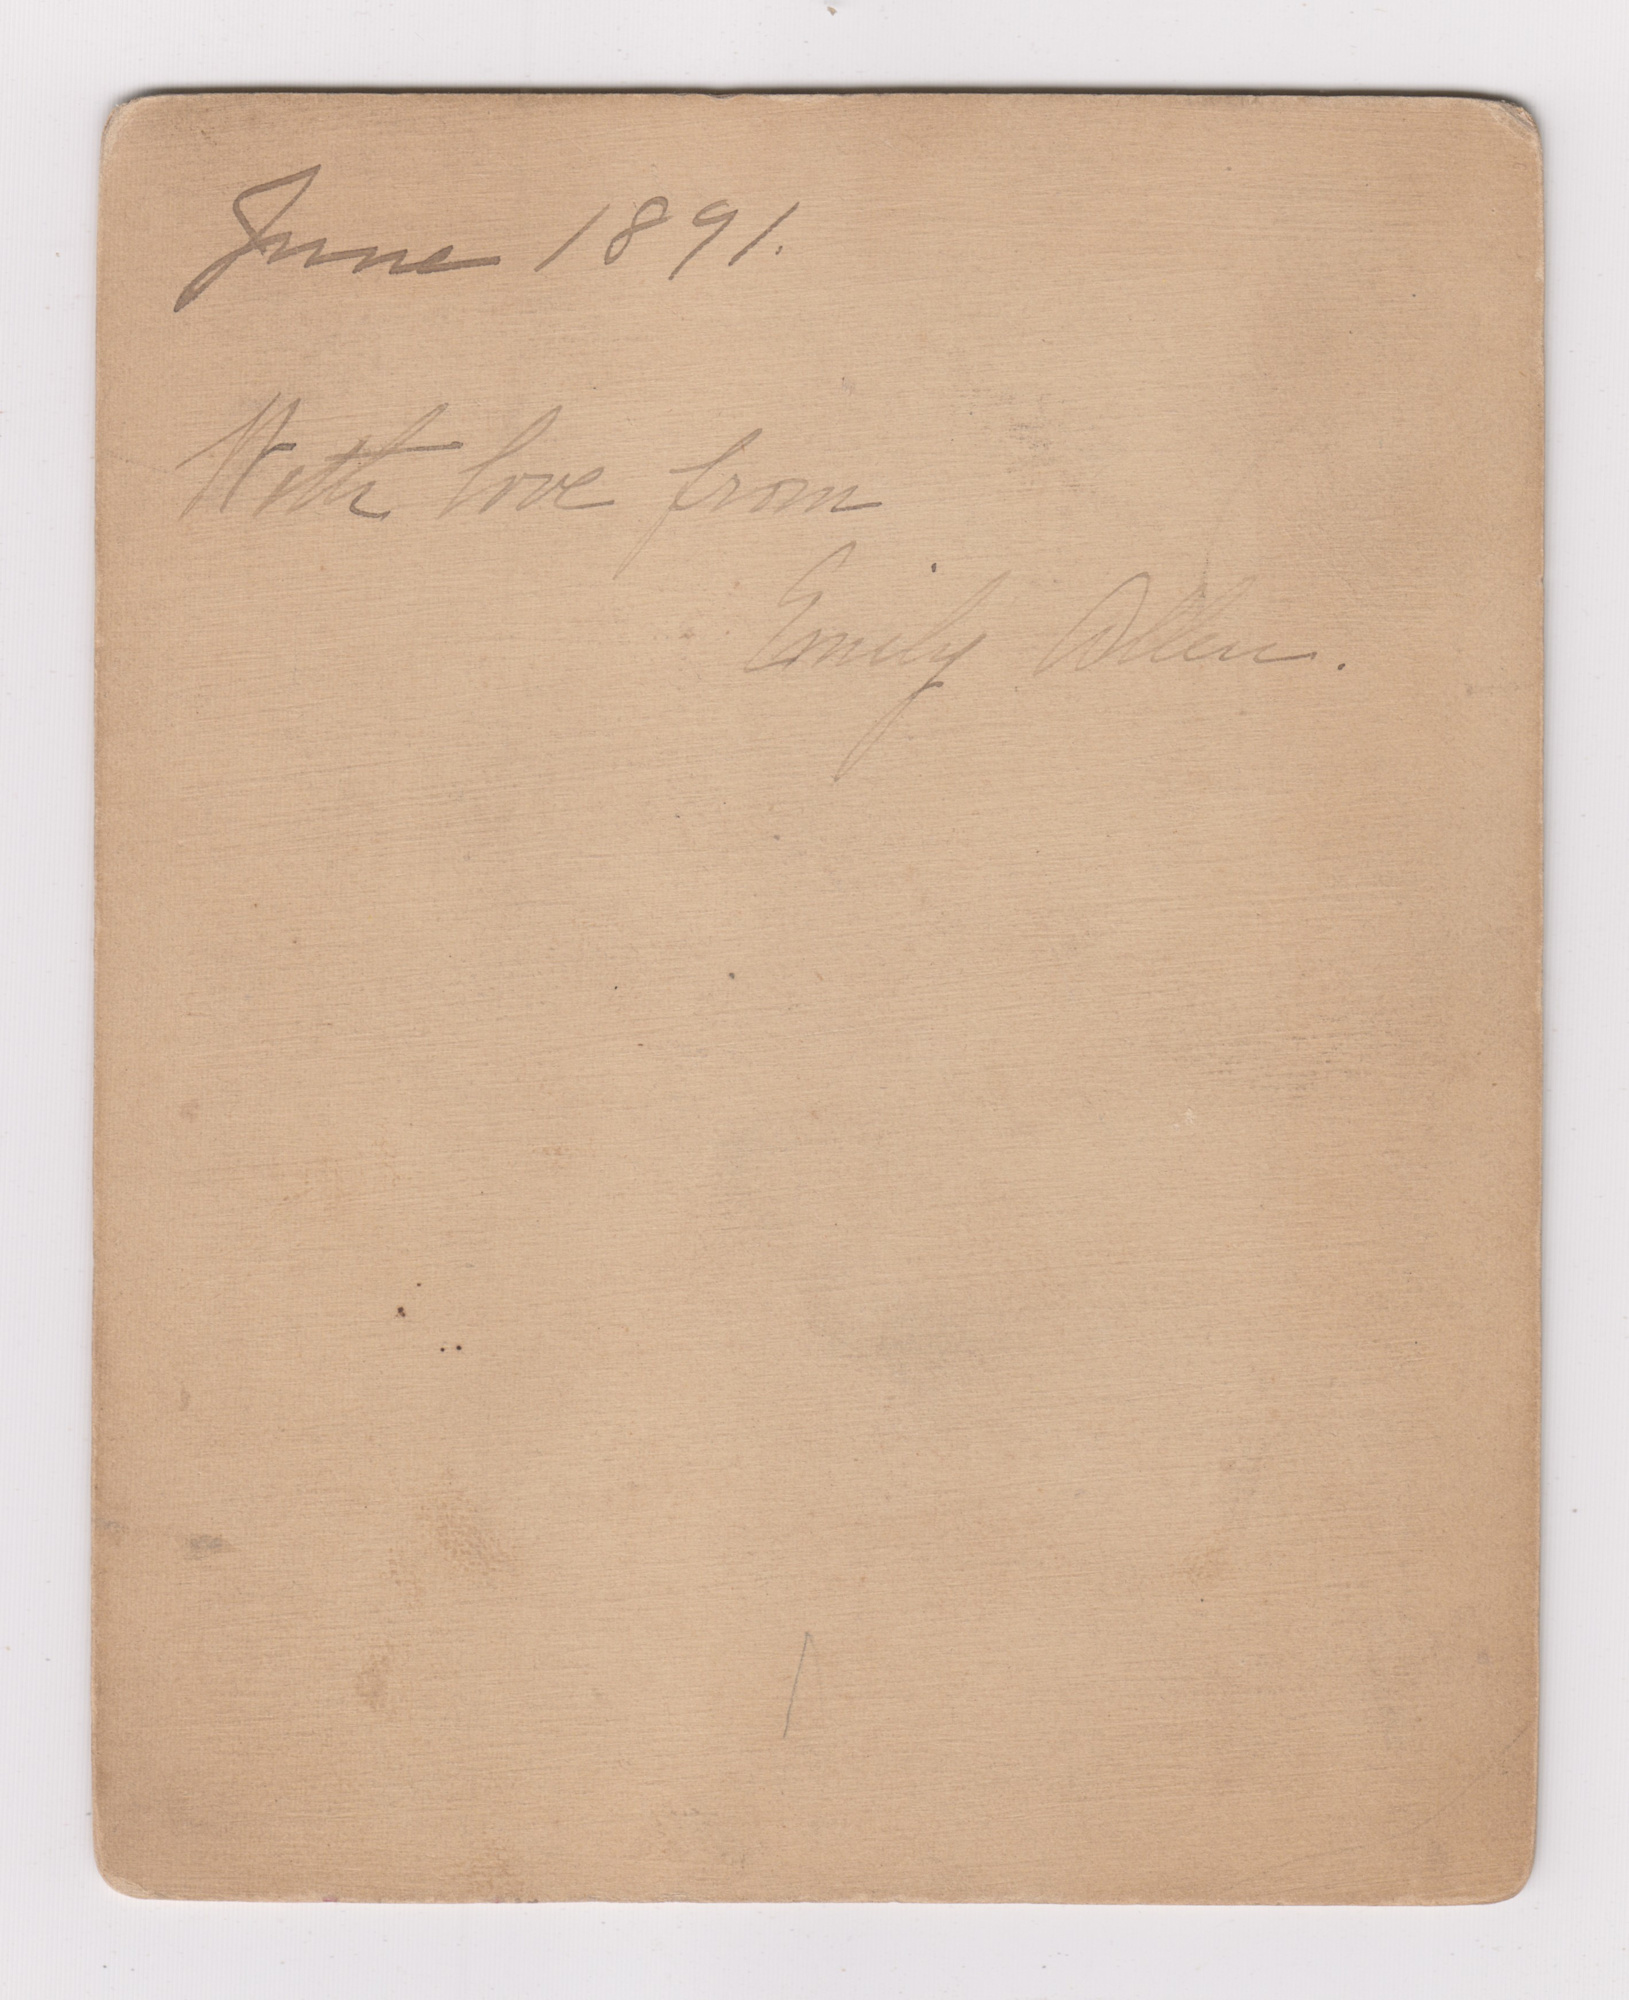 June 1891.
With love from
Emily Allen.